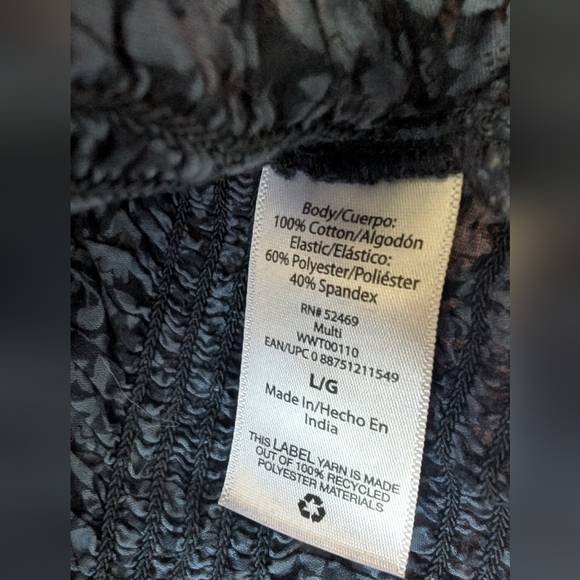 Body/Cuerpo:
100% Cotton/Algodón
Elastic/Elástico:
60% Polyester/Poliéster
40% Spandex
RN# 52469
Multi
WWT00110
EAN/UPC 0 88751211549
L/G
Made In/Hecho En
India
THIS LABEL YARN IS MADE
OUT OF 100% RECYCLED
POLYESTER MATERIALS